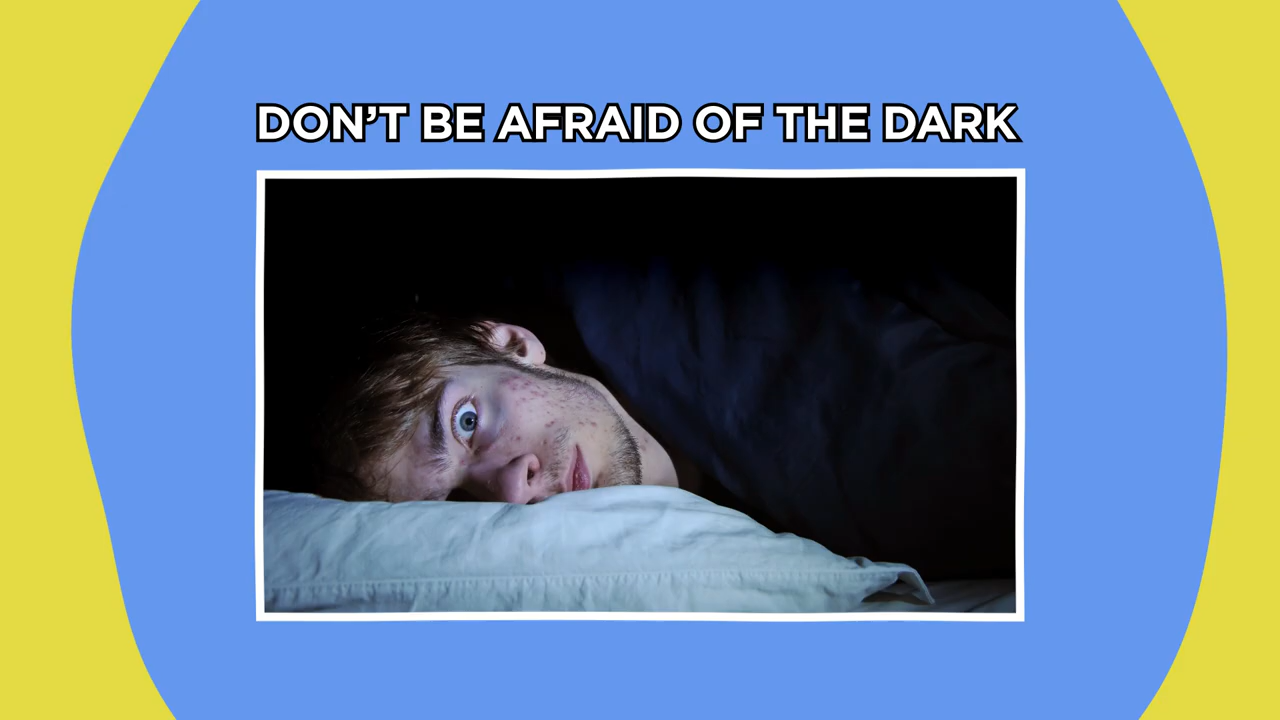 DON’T BE AFRAID OF THE DARK